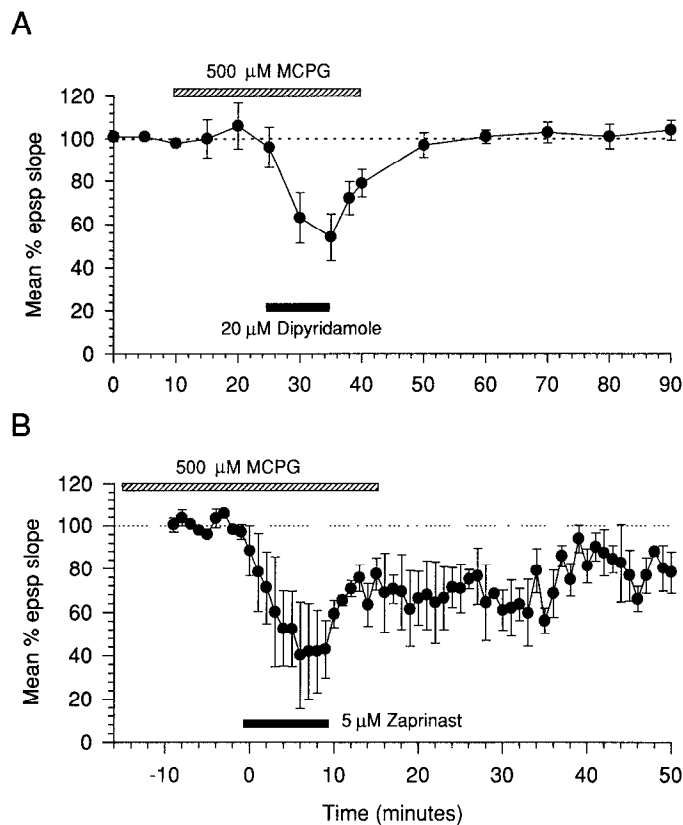 A
500 μM MCPG
120
100
80
60
40
20
0
Mean % epsp slope
20 μM Dipyridamole
0 10 20 30 40 50 60 70 80 90
B
500 μM MCPG
120
100
80
60
40
20
0
Mean % epsp slope
5 μM Zaprinast
-10 0 10 20 30 40 50
Time (minutes)